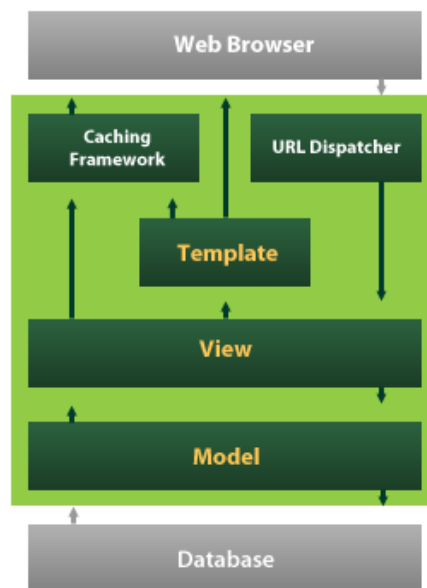 Web Browser
Caching
Framework
URL Dispatcher
Template
View
Model
Database